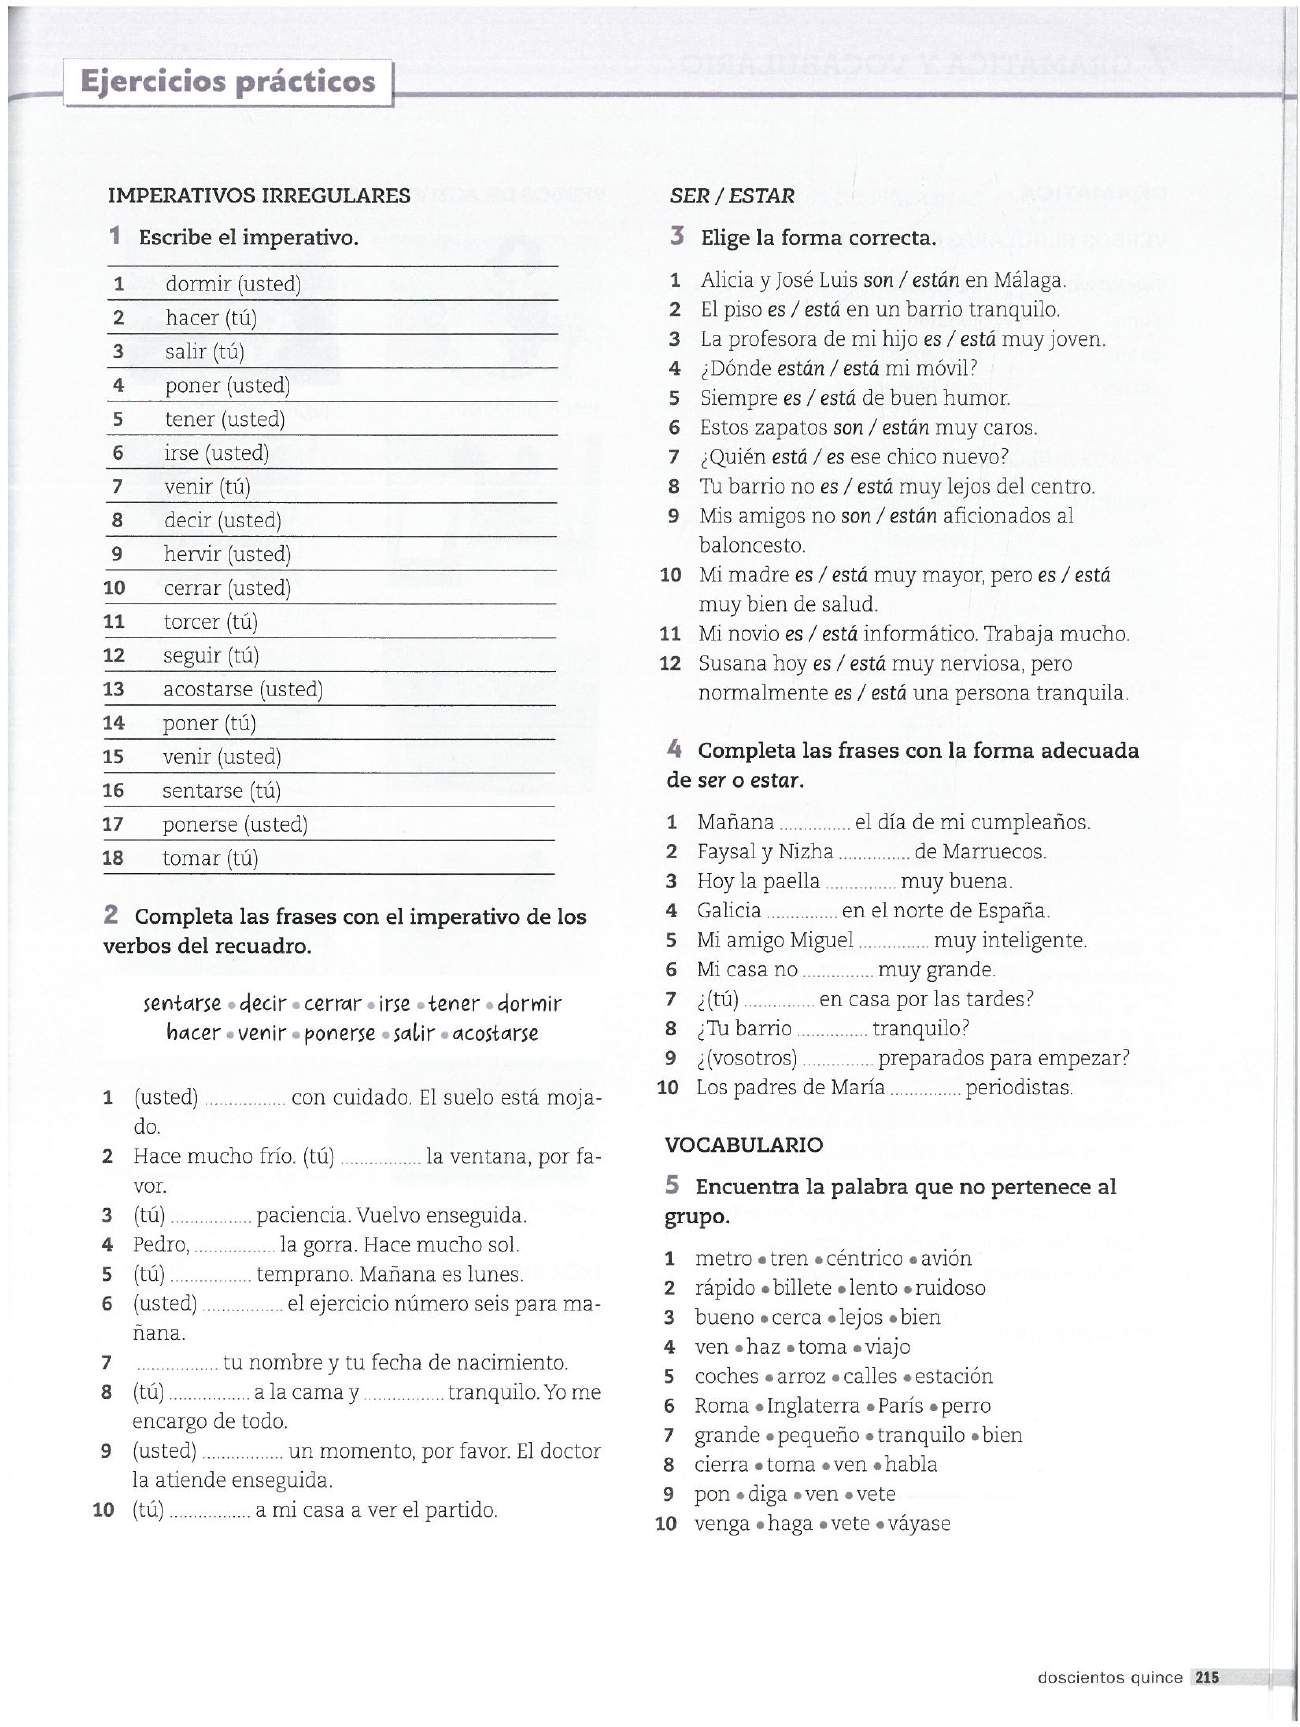 Ejercicios prácticos
IMPERATIVOS IRREGULARES
1 Escribe el imperativo.
1 dormir (usted)
2 hacer (tú)
3 salir (tú)
4 poner (usted)
5 tener (usted)
6 irse (usted)
7 venir (tú)
8 decir (usted)
9 hervir (usted)
10 cerrar (usted)
11 torcer (tú)
12 seguir (tú)
13 acostarse (usted)
14 poner (tú)
15 venir (usted)
16 sentarse (tú)
17 ponerse (usted)
18 tomar (tú)
2 Completa las frases con el imperativo de los
verbos del recuadro.
sentarse • decir • cerrar • irse • tener • dormir
hacer • venir • ponerse • salir • acostarse
1 (usted) ................ con cuidado. El suelo está moja-
do.
2 Hace mucho frío. (tú) ................ la ventana, por fa-
vor.
3 (tú) ................ paciencia. Vuelvo enseguida.
4 Pedro, ................ la gorra. Hace mucho sol.
5 (tú) ................ temprano. Mañana es lunes.
6 (usted) ................ el ejercicio número seis para ma-
ñana.
7 ................ tu nombre y tu fecha de nacimiento.
8 (tú) ................ a la cama y ................ tranquilo. Yo me
encargo de todo.
9 (usted) ................ un momento, por favor. El doctor
la atiende enseguida.
10 (tú) ................ a mi casa a ver el partido.
SER / ESTAR
3 Elige la forma correcta.
1 Alicia y José Luis son / están en Málaga.
2 El piso es / está en un barrio tranquilo.
3 La profesora de mi hijo es / está muy joven.
4 ¿Dónde están / está mi móvil?
5 Siempre es / está de buen humor.
6 Estos zapatos son / están muy caros.
7 ¿Quién está / es ese chico nuevo?
8 Tu barrio no es / está muy lejos del centro.
9 Mis amigos no son / están aficionados al
baloncesto.
10 Mi madre es / está muy mayor, pero es / está
muy bien de salud.
11 Mi novio es / está informático. Trabaja mucho.
12 Susana hoy es / está muy nerviosa, pero
normalmente es / está una persona tranquila.
4 Completa las frases con la forma adecuada
de ser o estar.
1 Mañana .............. el día de mi cumpleaños.
2 Faysal y Nizha .............. de Marruecos.
3 Hoy la paella .............. muy buena.
4 Galicia .............. en el norte de España.
5 Mi amigo Miguel .............. muy inteligente.
6 Mi casa no .............. muy grande.
7 ¿(tú) .............. en casa por las tardes?
8 ¿Tu barrio .............. tranquilo?
9 ¿(vosotros) .............. preparados para empezar?
10 Los padres de María .............. periodistas.
VOCABULARIO
5 Encuentra la palabra que no pertenece al
grupo.
1 metro • tren • céntrico • avión
2 rápido • billete • lento • ruidoso
3 bueno • cerca • lejos • bien
4 ven • haz • toma • viajo
5 coches • arroz • calles • estación
6 Roma • Inglaterra • París • perro
7 grande • pequeño • tranquilo • bien
8 cierra • toma • ven • habla
9 pon • diga • ven • vete
10 venga • haga • vete • váyase
doscientos quince 215